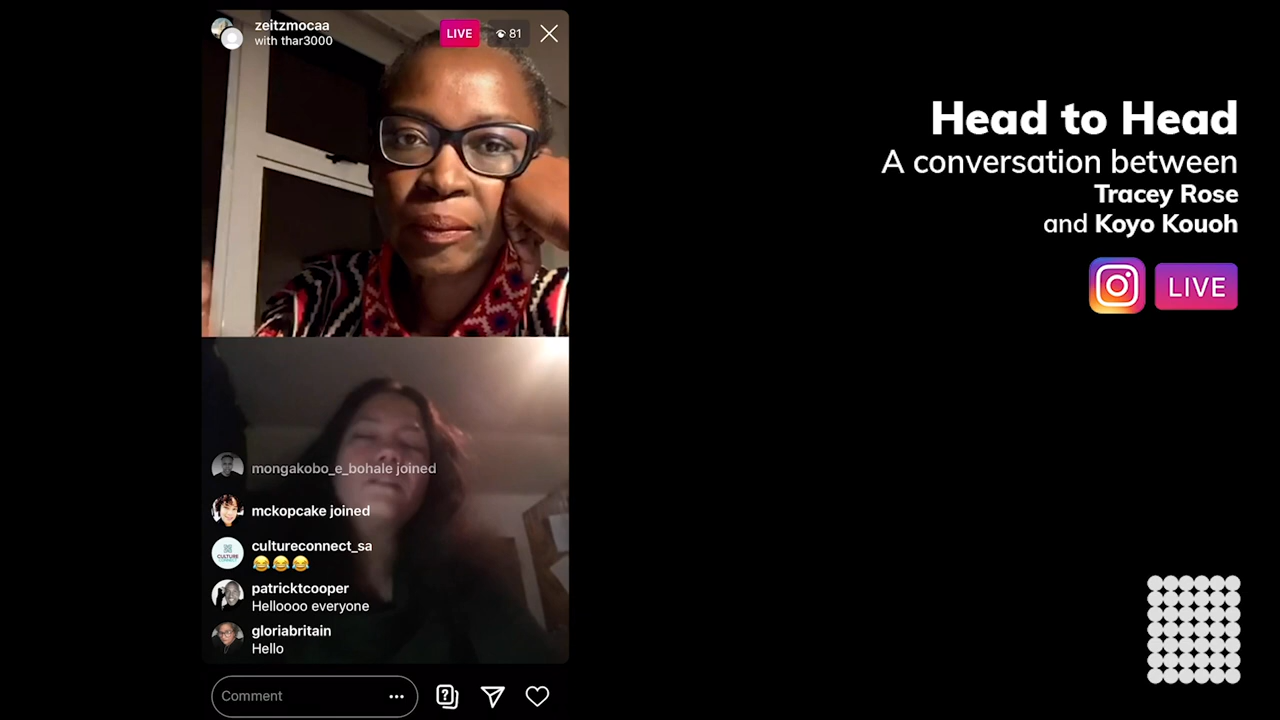 zeitzmocaa
with thar3000
LIVE
81
mongakobo_e_bohale joined
mckopcake joined
cultureconnect_sa
😂😂😂
patricktcooper
Helloooo everyone
gloriabritain
Hello
Comment
Head to Head
A conversation between
Tracey Rose
and Koyo Kouoh
LIVE